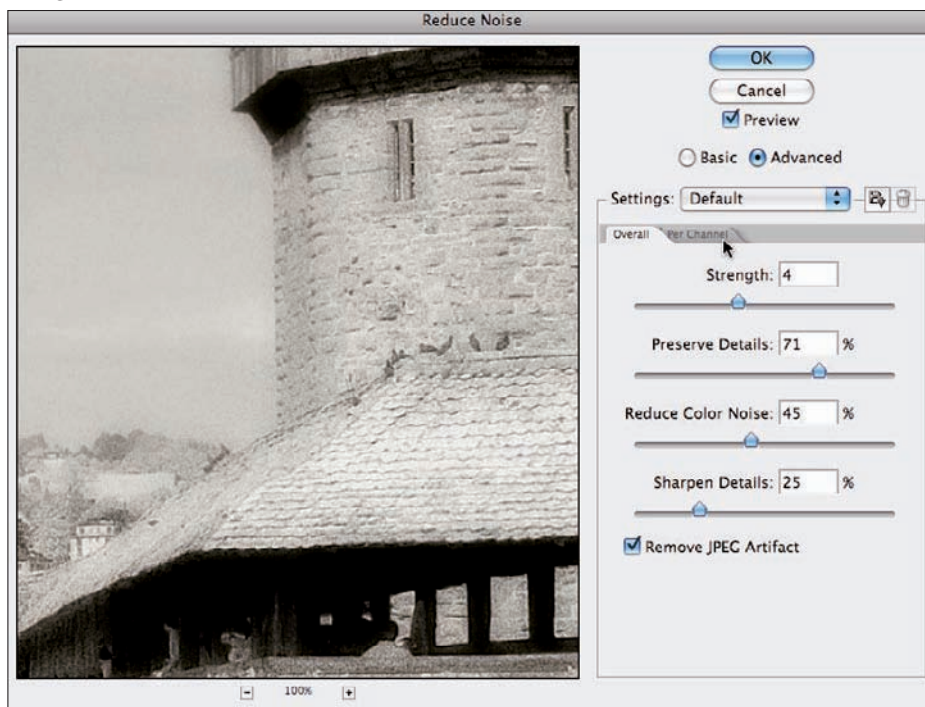 Reduce Noise
OK
Cancel
Preview
Basic Advanced
Settings: Default
Overall Per Channel
Strength: 4
Preserve Details: 71 %
Reduce Color Noise: 45 %
Sharpen Details: 25 %
Remove JPEG Artifact
100%